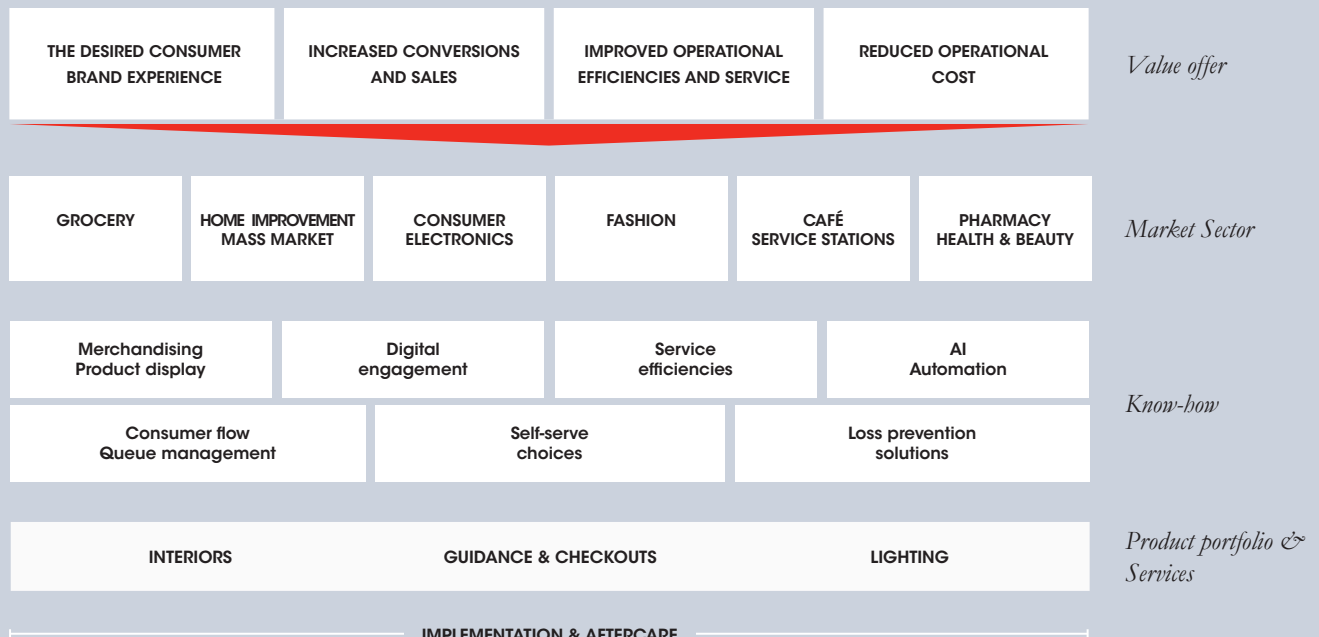 THE DESIRED CONSUMER
BRAND EXPERIENCE
INCREASED CONVERSIONS
AND SALES
IMPROVED OPERATIONAL
EFFICIENCIES AND SERVICE
REDUCED OPERATIONAL
COST
Value offer
GROCERY
HOME IMPROVEMENT
MASS MARKET
CONSUMER
ELECTRONICS
FASHION
CAFÉ
SERVICE STATIONS
PHARMACY
HEALTH & BEAUTY
Market Sector
Merchandising
Product display
Digital
engagement
Service
efficiencies
AI
Automation
Consumer flow
Queue management
Self-serve
choices
Loss prevention
solutions
Know-how
INTERIORS
GUIDANCE & CHECKOUTS
LIGHTING
Product portfolio &
Services
IMPLEMENTATION & AFTERCARE